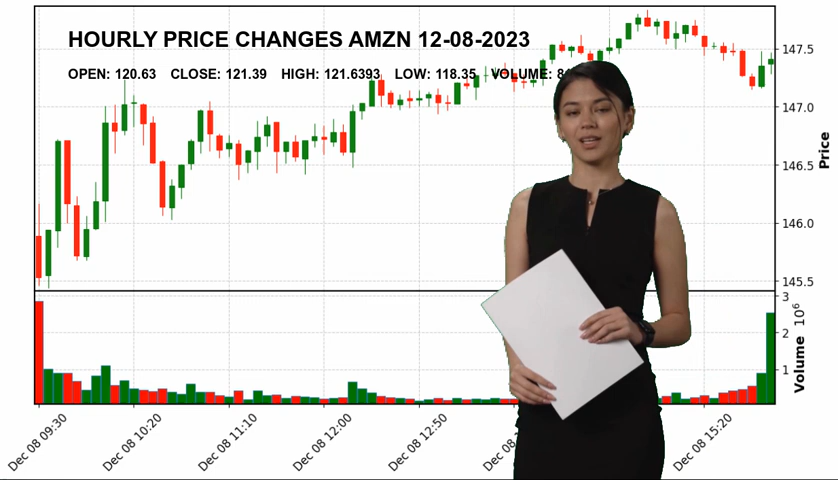 HOURLY PRICE CHANGES AMZN 12-08-2023
OPEN: 120.63 CLOSE: 121.39 HIGH: 121.6393 LOW: 118.35 VOLUME:
147.5
147.0
146.5
146.0
145.5
Price
3
2
1
Volume 10⁶
Dec 08 09:30
Dec 08 10:20
Dec 08 11:10
Dec 08 12:00
Dec 08 12:50
Dec 08
Dec 08 15:20